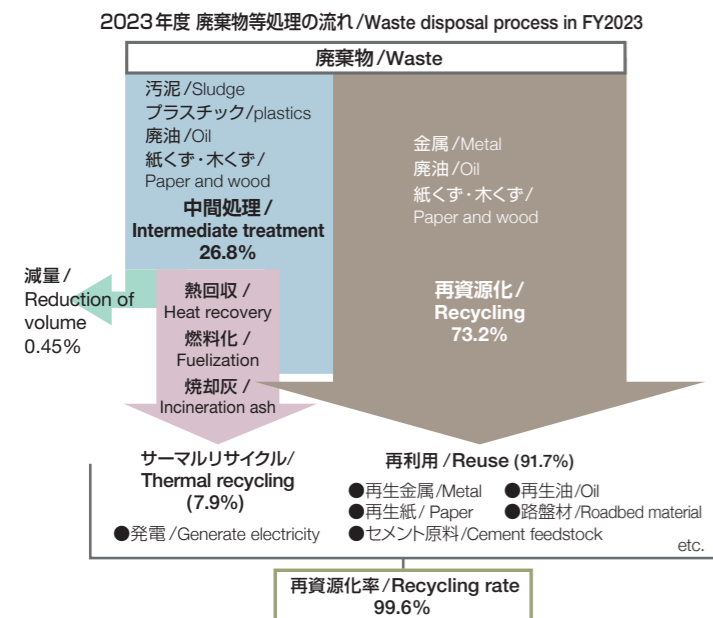 2023年度 廃棄物等処理の流れ/Waste disposal process in FY2023
廃棄物/Waste
汚泥/Sludge
プラスチック/plastics
廃油/Oil
紙くず・木くず/
Paper and wood
中間処理/
Intermediate treatment
26.8%
金属/Metal
廃油/Oil
紙くず・木くず/
Paper and wood
減量/
Reduction of
volume
0.45%
熱回収/
Heat recovery
燃料化/
Fuelization
焼却灰/
Incineration ash
再資源化/
Recycling
73.2%
サーマルリサイクル/
Thermal recycling
(7.9%)
●発電/Generate electricity
再利用/Reuse (91.7%)
●再生金属/Metal ●再生油/Oil
●再生紙/ Paper ●路盤材/Roadbed material
●セメント原料/Cement feedstock
etc.
再資源化率/Recycling rate
99.6%